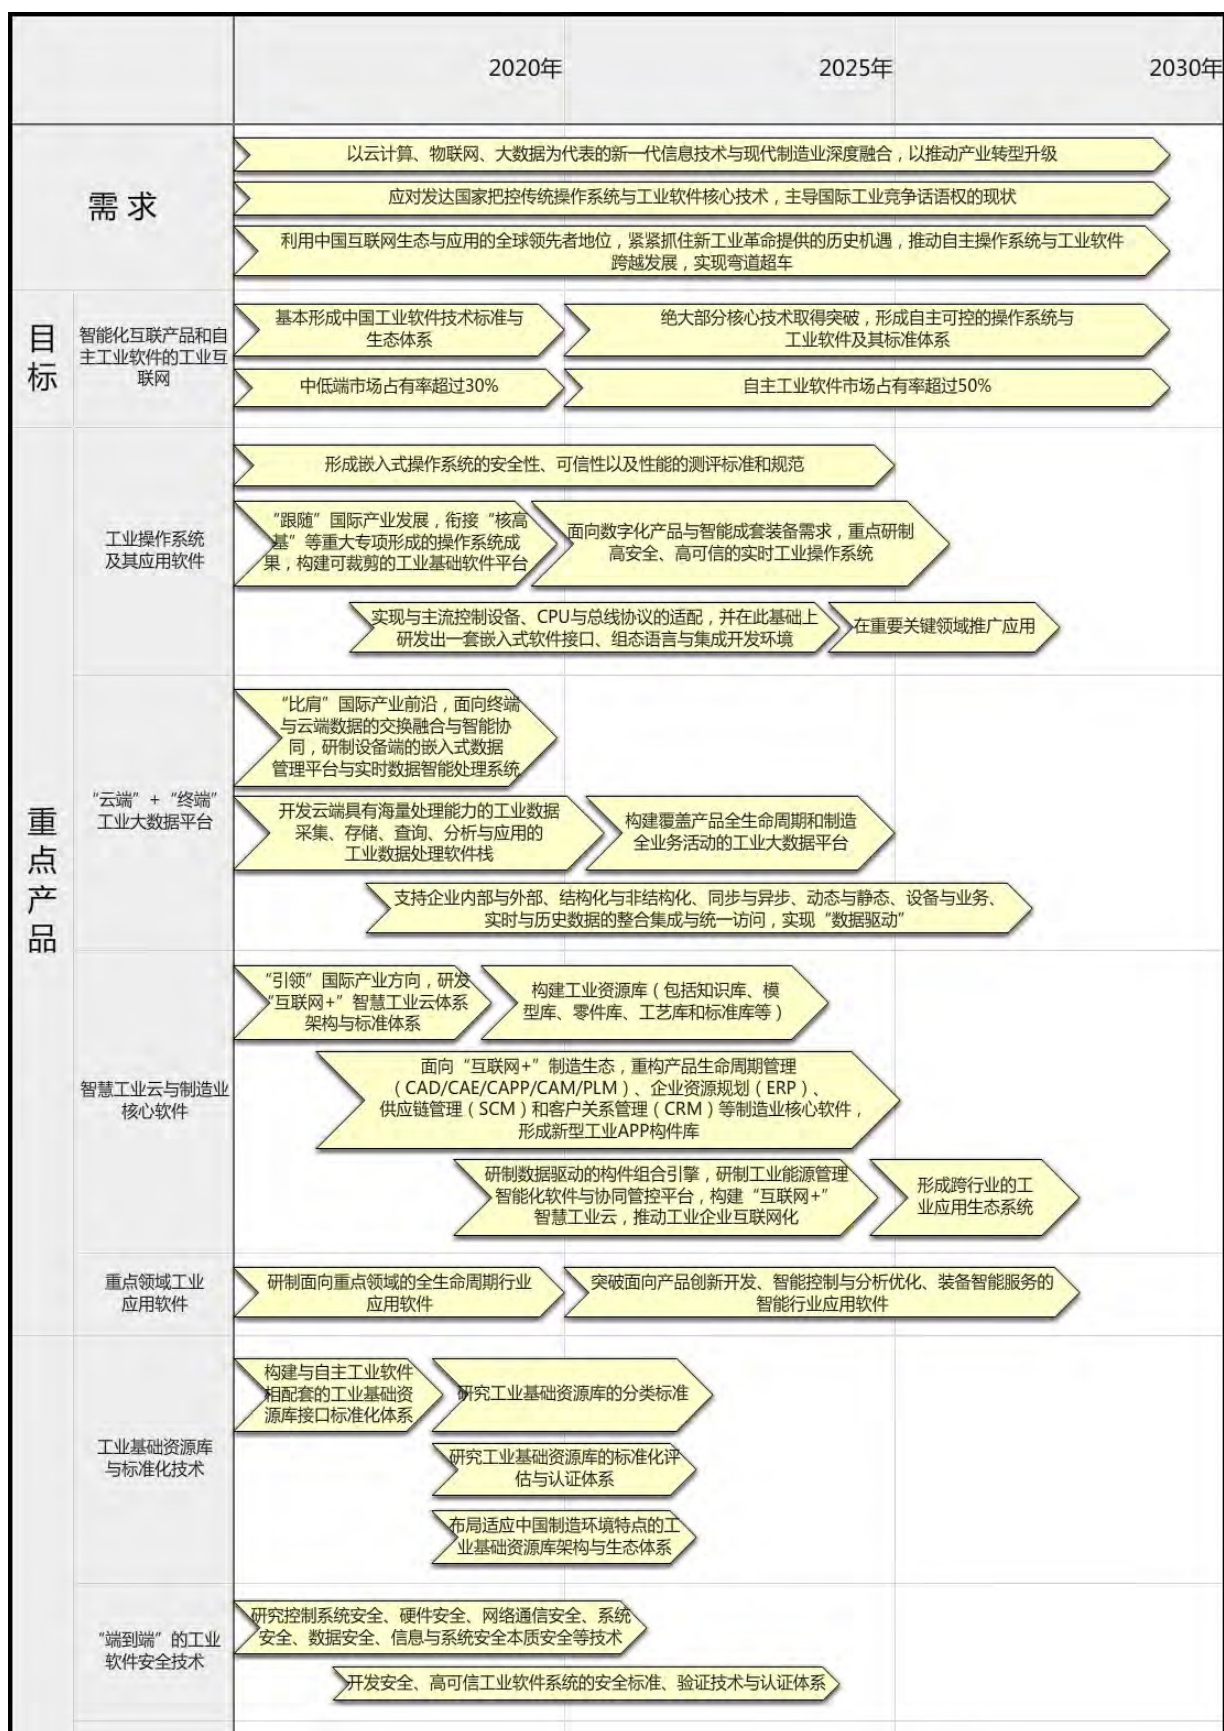 2020年
2025年
2030年
需求
以云计算、物联网、大数据为代表的新一代信息技术与现代制造业深度融合，以推动产业转型升级
应对发达国家把控传统操作系统与工业软件核心技术，主导国际工业竞争话语权的现状
利用中国互联网生态与应用的全球领先者地位，紧紧抓住新工业革命提供的历史机遇，推动自主操作系统与工业软件
跨越发展，实现弯道超车
目标
智能化互联产品和自
主工业软件的工业互
联网
基本形成中国工业软件技术标准与
生态体系
绝大部分核心技术取得突破，形成自主可控的操作系统与
工业软件及其标准体系
中低端市场占有率超过30%
自主工业软件市场占有率超过50%
重点产品
工业操作系统
及其应用软件
形成嵌入式操作系统的安全性、可信性以及性能的测评标准和规范
“跟随”国际产业发展，衔接“核高
基”等重大专项形成的操作系统成
果，构建可裁剪的工业基础软件平台
面向数字化产品与智能成套装备需求，重点研制
高安全、高可信的实时工业操作系统
实现与主流控制设备、CPU与总线协议的适配，并在此基础上
研发出一套嵌入式软件接口、组态语言与集成开发环境
在重要关键领域推广应用
“云端”+“终端”
工业大数据平台
“比肩”国际产业前沿，面向终端
与云端数据的交换融合与智能协
同，研制设备端的嵌入式数据
管理平台与实时数据智能处理系统
开发云端具有海量处理能力的工业数据
采集、存储、查询、分析与应用的
工业数据处理软件栈
构建覆盖产品全生命周期和制造
全业务活动的工业大数据平台
支持企业内部与外部、结构化与非结构化、同步与异步、动态与静态、设备与业务、
实时与历史数据的整合集成与统一访问，实现“数据驱动”
智慧工业云与制造业
核心软件
“引领”国际产业方向，研发
“互联网+”智慧工业云体系
架构与标准体系
构建工业资源库（包括知识库、模
型库、零件库、工艺库和标准库等）
面向“互联网+”制造生态，重构产品生命周期管理
（CAD/CAE/CAPP/CAM/PLM）、企业资源规划（ERP）、
供应链管理（SCM）和客户关系管理（CRM）等制造业核心软件，
形成新型工业APP构件库
研制数据驱动的构件组合引擎，研制工业能源管理
智能化软件与协同管控平台，构建“互联网+”
智慧工业云，推动工业企业互联网化
形成跨行业的工
业应用生态系统
重点领域工业
应用软件
研制面向重点领域的全生命周期行业
应用软件
突破面向产品创新开发、智能控制与分析优化、装备智能服务的
智能行业应用软件
工业基础资源库
与标准化技术
构建与自主工业软件
相配套的工业基础资
源库接口标准化体系
研究工业基础资源库的分类标准
研究工业基础资源库的标准化评
估与认证体系
布局适应中国制造环境特点的工
业基础资源库架构与生态体系
“端到端”的工业
软件安全技术
研究控制系统安全、硬件安全、网络通信安全、系统
安全、数据安全、信息与系统安全本质安全等技术
开发安全、高可信工业软件系统的安全标准、验证技术与认证体系